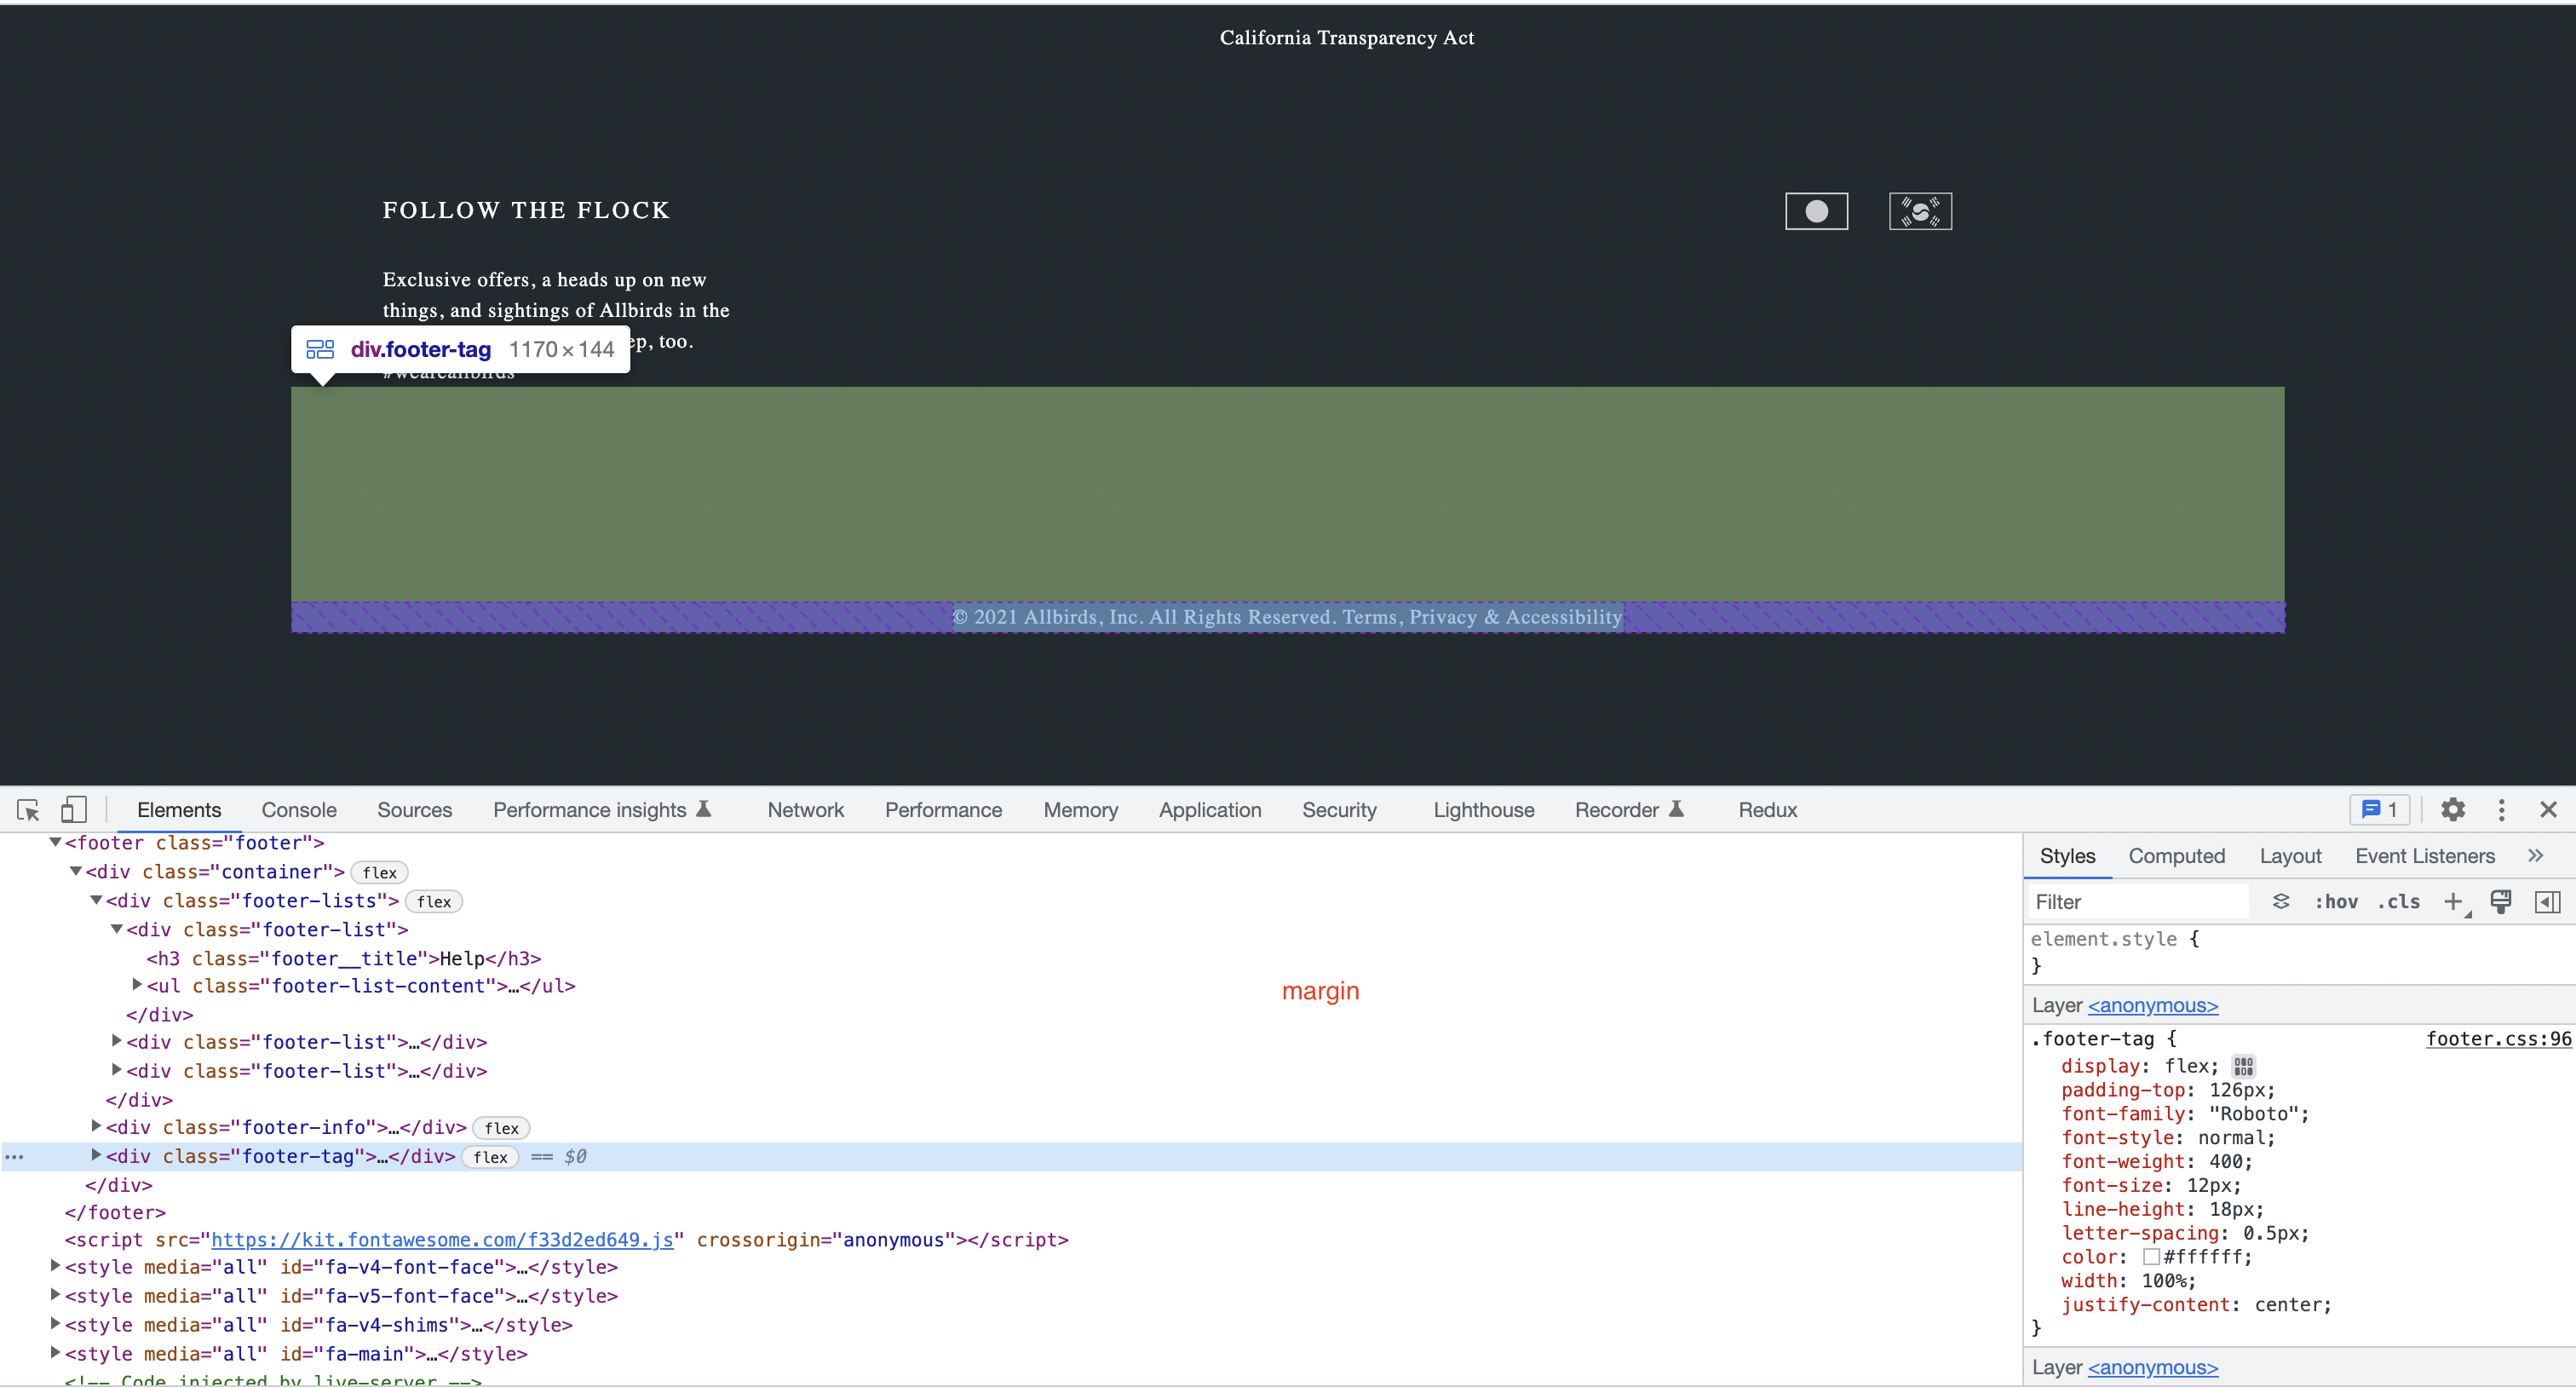 California Transparency Act
FOLLOW THE FLOCK
Exclusive offers, a heads up on new
things, and sightings of Allbirds in the
ep, too.
#weareallbirds
div.footer-tag 1170×144
© 2021 Allbirds, Inc. All Rights Reserved. Terms, Privacy & Accessibility
Elements Console Sources Performance insights Network Performance Memory Application Security Lighthouse Recorder Redux 1
<footer class="footer">
<div class="container"> flex
<div class="footer-lists"> flex
<div class="footer-list">
<h3 class="footer__title">Help</h3>
<ul class="footer-list-content">…</ul>
</div>
<div class="footer-list">…</div>
<div class="footer-list">…</div>
</div>
<div class="footer-info">…</div> flex
… <div class="footer-tag">…</div> flex == $0
</div>
</footer>
<script src="https://kit.fontawesome.com/f33d2ed649.js" crossorigin="anonymous"></script>
<style media="all" id="fa-v4-font-face">…</style>
<style media="all" id="fa-v5-font-face">…</style>
<style media="all" id="fa-v4-shims">…</style>
<style media="all" id="fa-main">…</style>
<!-- Code injected by live-server -->
margin
Styles Computed Layout Event Listeners »
Filter :hov .cls +
element.style {
}
Layer <anonymous>
.footer-tag { footer.css:96
display: flex;
padding-top: 126px;
font-family: "Roboto";
font-style: normal;
font-weight: 400;
font-size: 12px;
line-height: 18px;
letter-spacing: 0.5px;
color: #ffffff;
width: 100%;
justify-content: center;
}
Layer <anonymous>